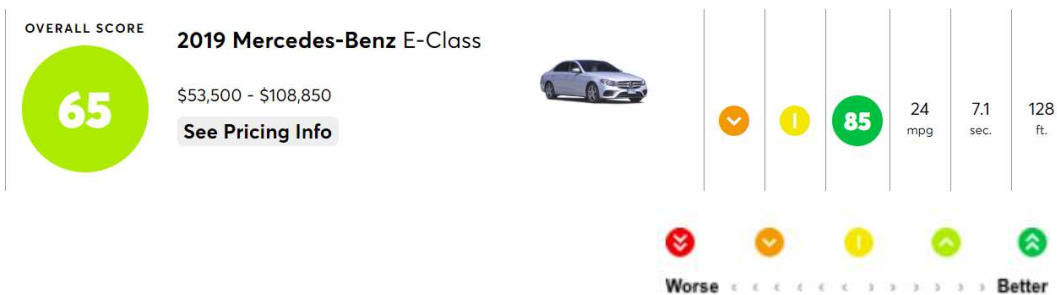 OVERALL SCORE
65
2019 Mercedes-Benz E-Class
$53,500 - $108,850
See Pricing Info
85
24
mpg
7.1
sec.
128
ft.
Worse
Better